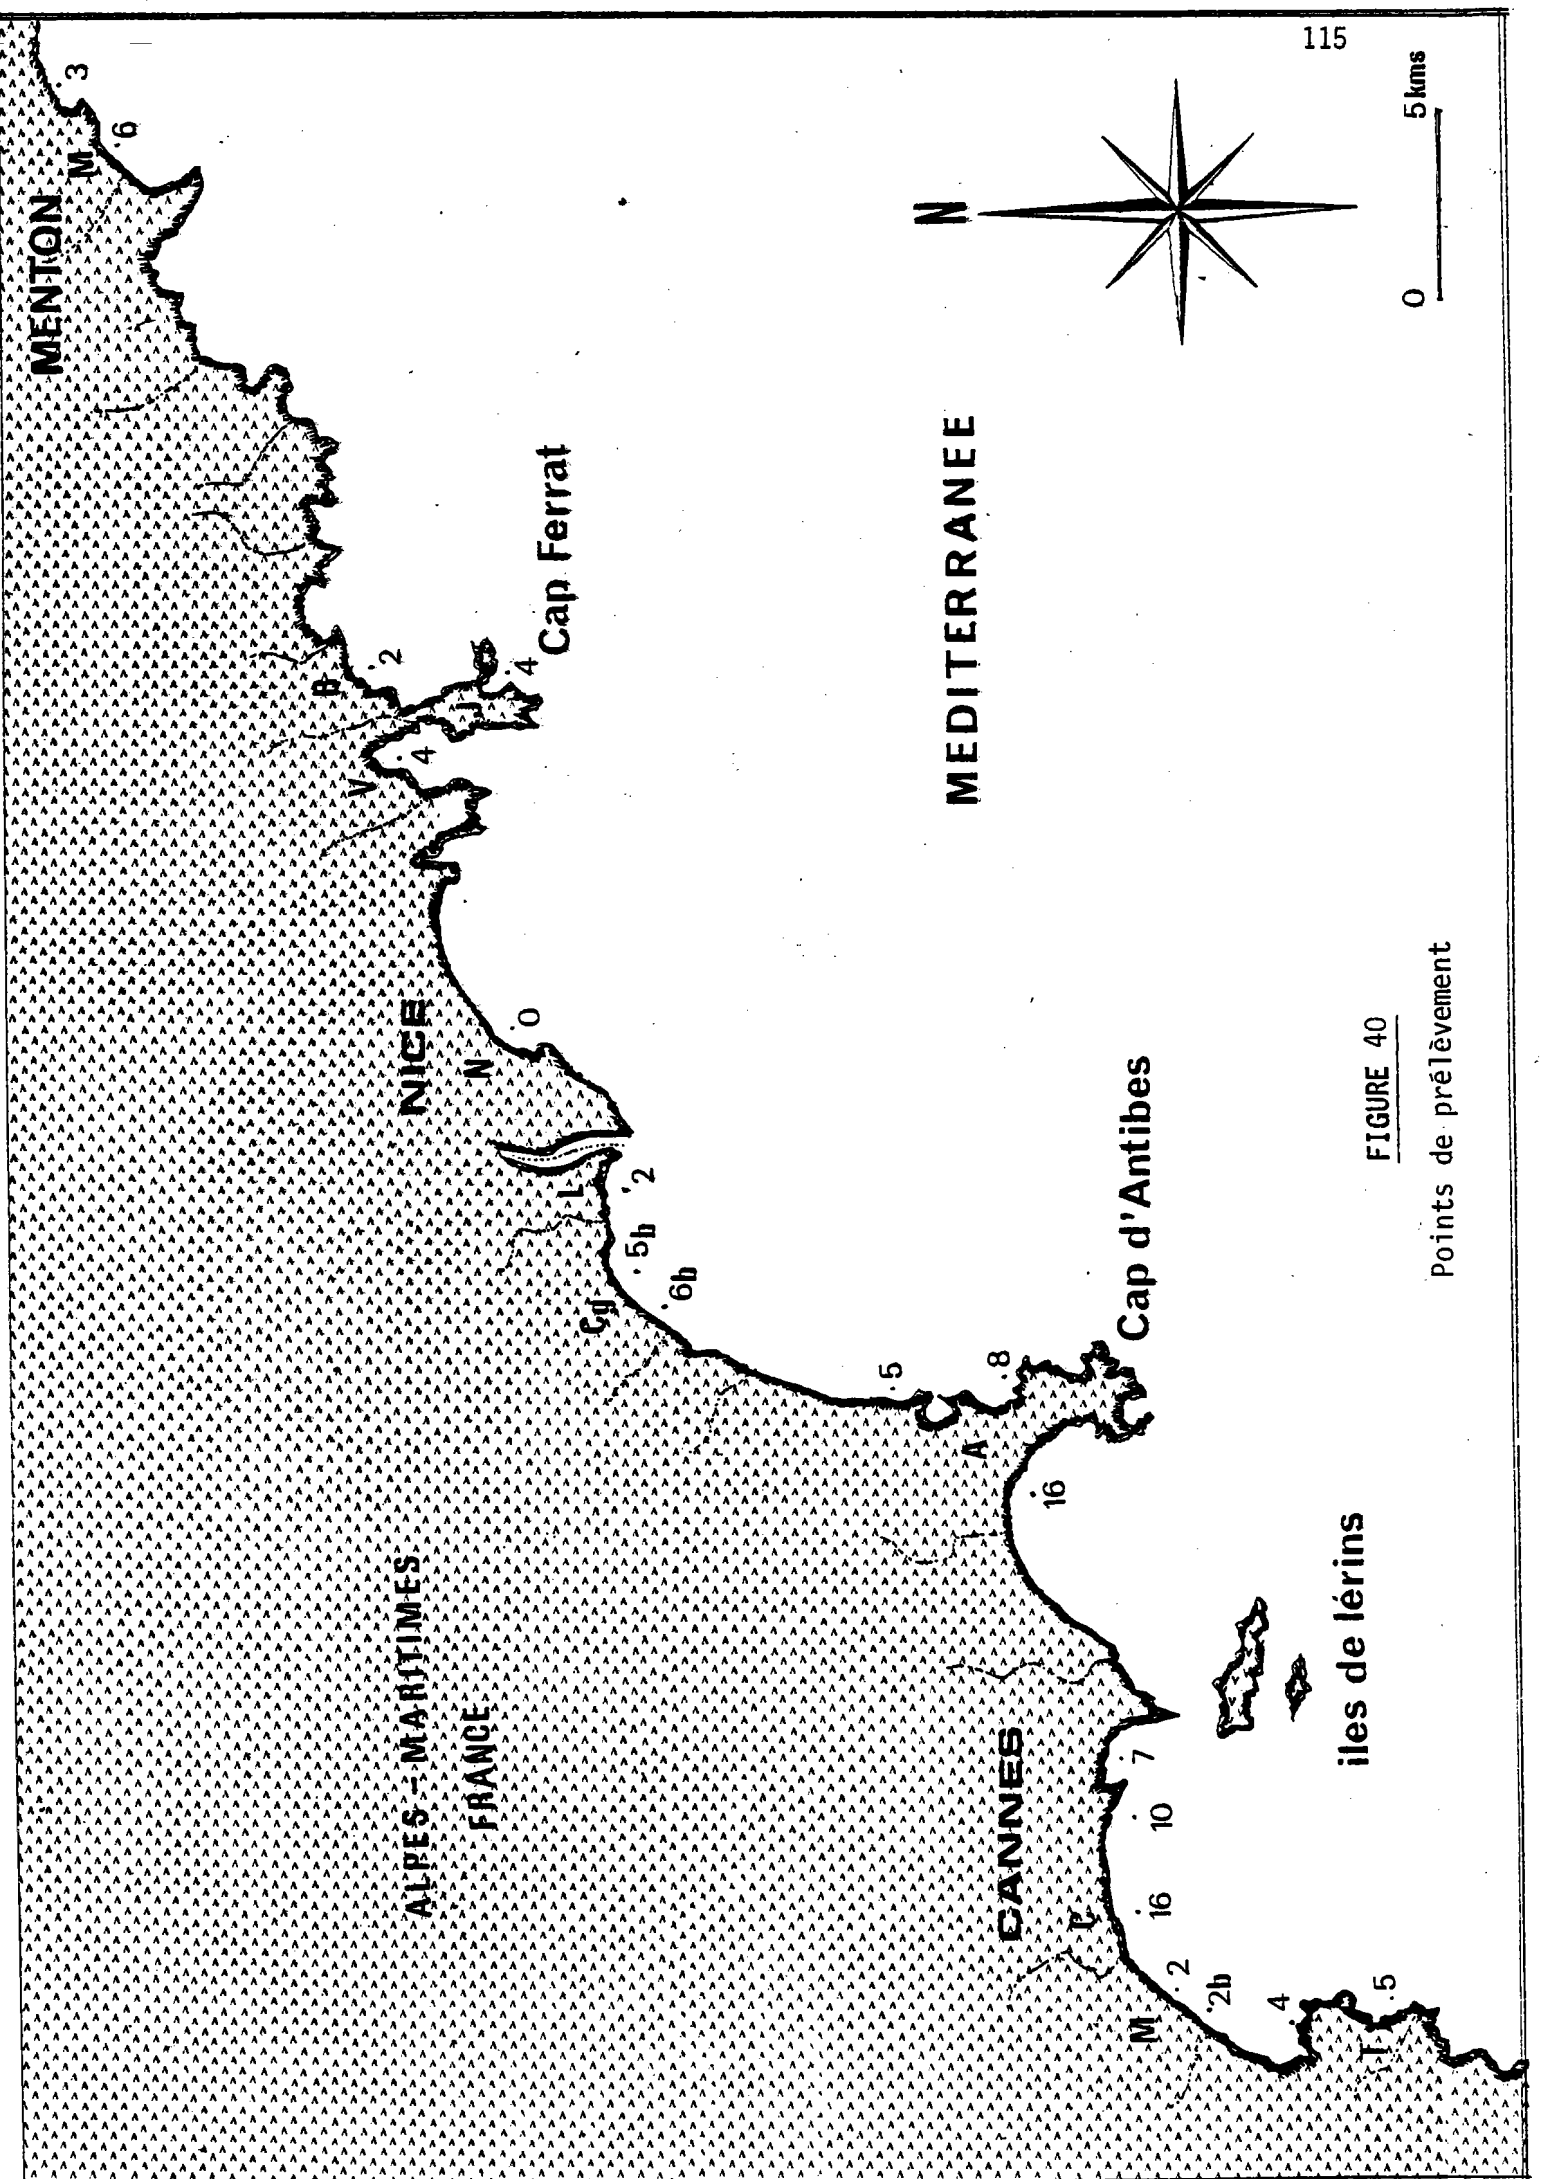 115
MENTON
M
3
6
ALPES-MARITIMES
FRANCE
NICE
N
0
V
4
B
2
J
4
Cap Ferrat
L
2
5b
Cy
6b
5
8
A
16
Cap d'Antibes
CANNES
7
10
16
C
2
2b
M
4
5
T
îles de lérins
MEDITERRANEE
N
0 5kms
FIGURE 40
Points de prélèvement